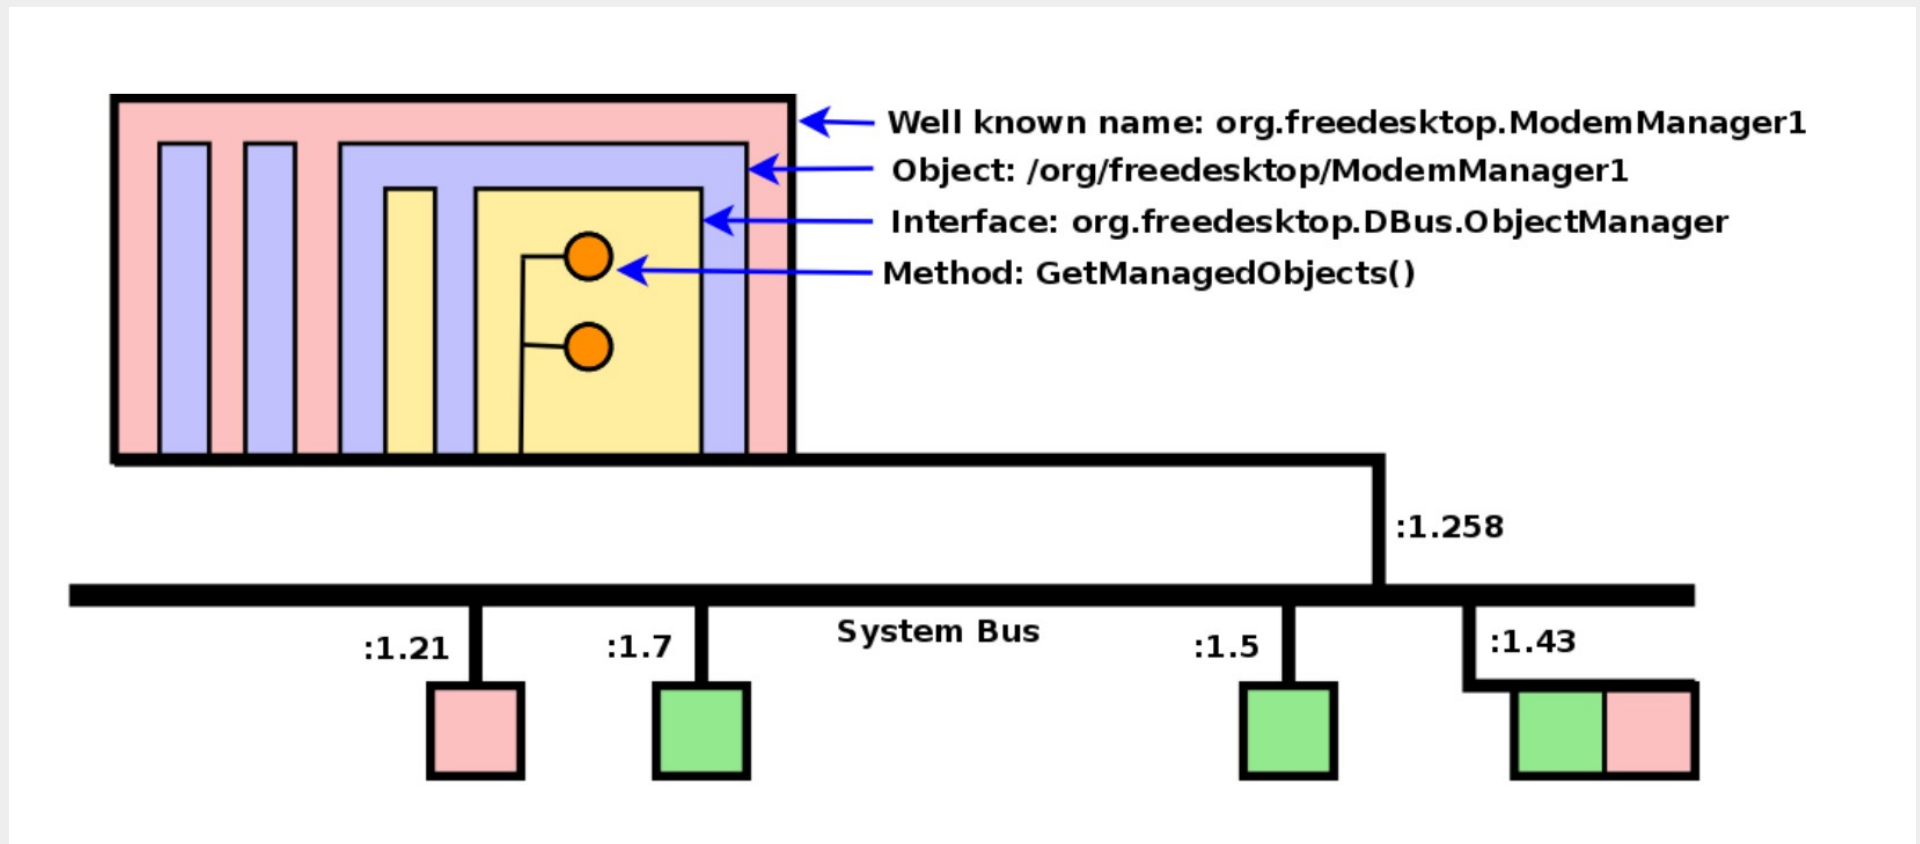 Well known name: org.freedesktop.ModemManager1
Object: /org/freedesktop/ModemManager1
Interface: org.freedesktop.DBus.ObjectManager
Method: GetManagedObjects()
:1.258
System Bus
:1.21
:1.7
:1.5
:1.43